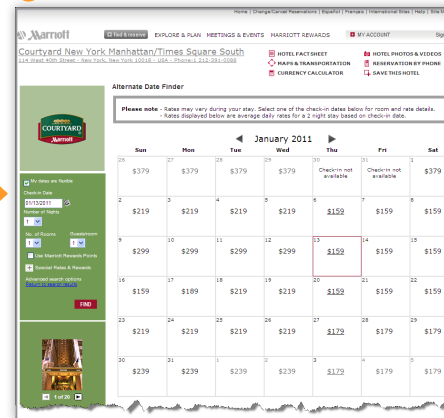 Home | Change/Cancel Reservations | Español | Français | International Sites | Help | Site M
Marriott
find & reserve EXPLORE & PLAN MEETINGS & EVENTS MARRIOTT REWARDS MY ACCOUNT Sig
Courtyard New York Manhattan/Times Square South
114 West 40th Street - New York, New York 10018 - USA - Phone:1 212-391-0088
HOTEL FACT SHEET HOTEL PHOTOS & VIDEOS
MAPS & TRANSPORTATION RESERVATION BY PHONE
CURRENCY CALCULATOR SAVE THIS HOTEL
Alternate Date Finder
Please note - Rates may very during your stay. Select one of the check-in dates below for room and rate details.
- Rates displayed below are average daily rates for a 2 night stay based on check-in date.
COURTYARD
Marriott
My dates are flexible
Check-in Date
01/13/2011
Number of Nights
1
No. of Rooms Guests/room
1 1
Use Marriott Rewards Points
Special Rates & Rewards
Advanced search options
Return to search results
FIND
1 of 20
January 2011
Sun Mon Tue Wed Thu Fri Sat
26 27 28 29 30 31 1
$379 $379 $379 $379 Check-in not available Check-in not available $379
2 3 4 5 6 7 8
$219 $219 $219 $219 $159 $159 $159
9 10 11 12 13 14 15
$299 $299 $299 $299 $159 $159 $159
16 17 18 19 20 21 22
$159 $189 $219 $219 $159 $159 $159
23 24 25 26 27 28 29
$219 $219 $219 $219 $179 $179 $179
30 31 1 2 3 4 5
$239 $239 $239 $239 $179 $179 $179